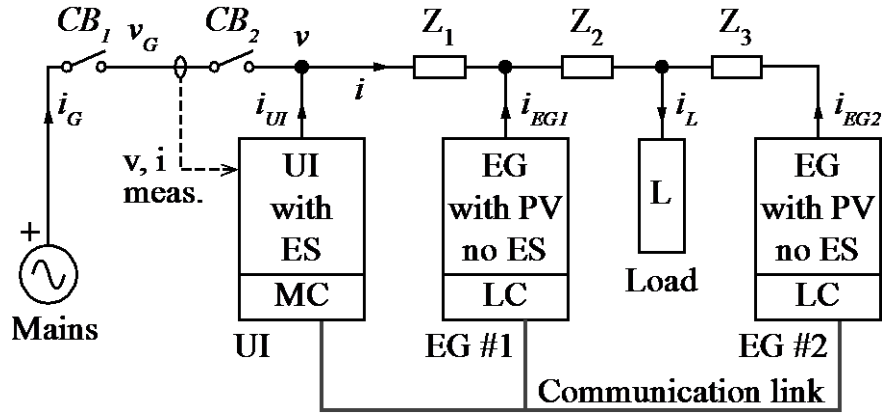 CB1 vG CB2 v Z1 Z2 Z3
iG iUI i iEG1 iL iEG2
v, i
meas.
UI
with
ES
MC
UI
EG
with PV
no ES
LC
EG #1
L
Load
EG
with PV
no ES
LC
EG #2
+
Mains
Communication link